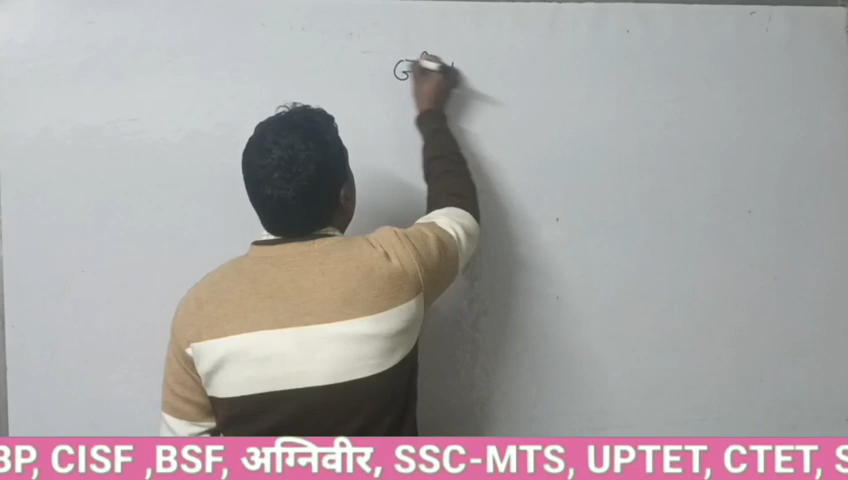 G
BP, CISF ,BSF, अग्निवीर, SSC-MTS, UPTET, CTET, S